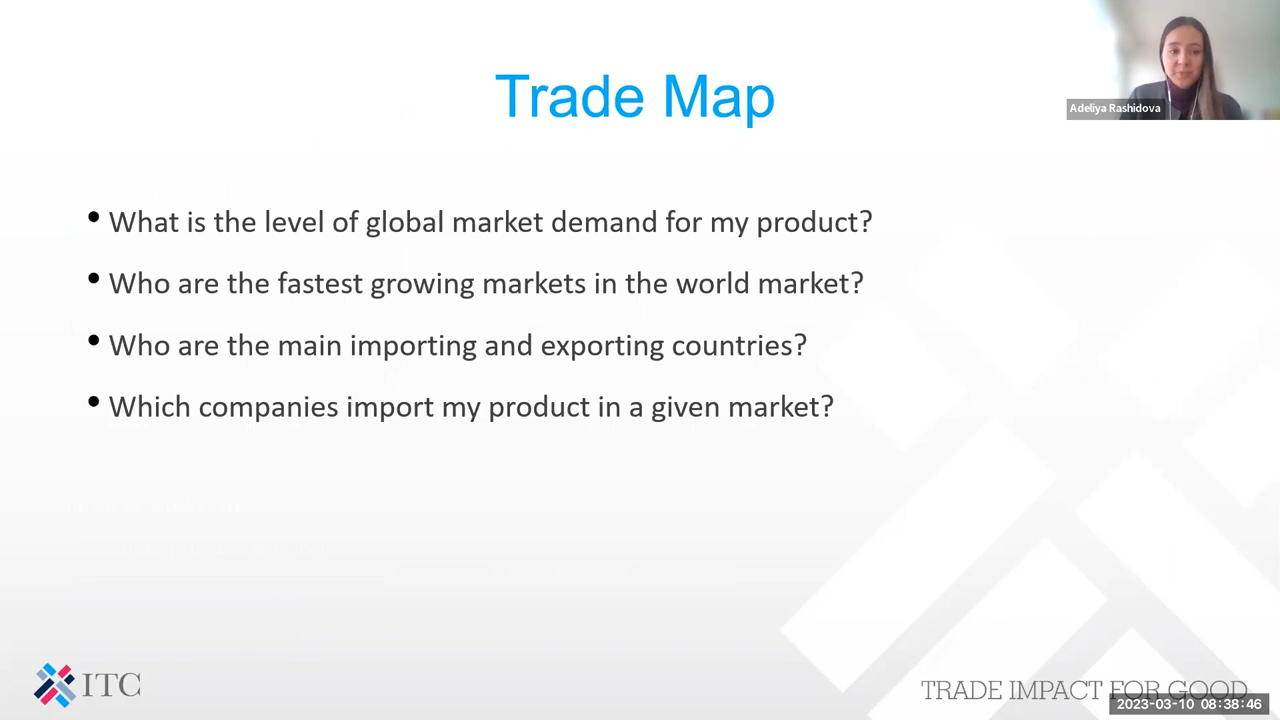 Trade Map
Adeliya Rashidova
• What is the level of global market demand for my product?
• Who are the fastest growing markets in the world market?
• Who are the main importing and exporting countries?
• Which companies import my product in a given market?
ITC
TRADE IMPACT FOR GOOD
2023-03-10 08:38:46